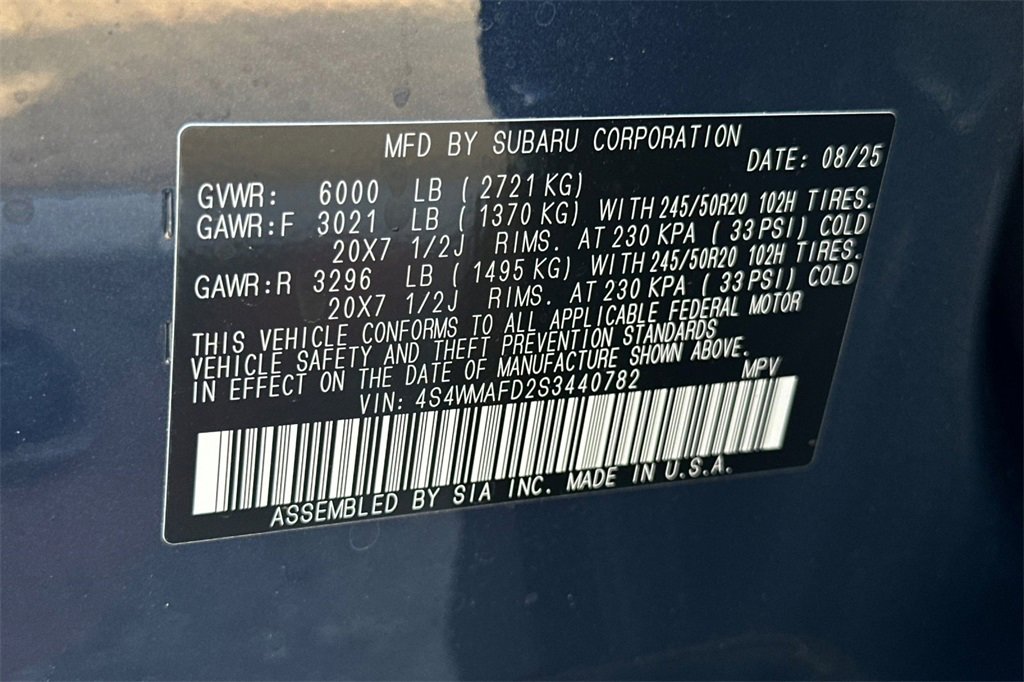 MFD BY SUBARU CORPORATION
DATE: 08/25
GVWR: 6000 LB ( 2721 KG)
GAWR:F 3021 LB ( 1370 KG) WITH 245/50R20 102H TIRES.
20X7 1/2J RIMS. AT 230 KPA ( 33 PSI) COLD
GAWR:R 3296 LB ( 1495 KG) WITH 245/50R20 102H TIRES.
20X7 1/2J RIMS. AT 230 KPA ( 33 PSI) COLD
THIS VEHICLE CONFORMS TO ALL APPLICABLE FEDERAL MOTOR
VEHICLE SAFETY AND THEFT PREVENTION STANDARDS
IN EFFECT ON THE DATE OF MANUFACTURE SHOWN ABOVE.
VIN: 4S4WMAFD2S3440782 MPV
ASSEMBLED BY SIA INC. MADE IN U.S.A.